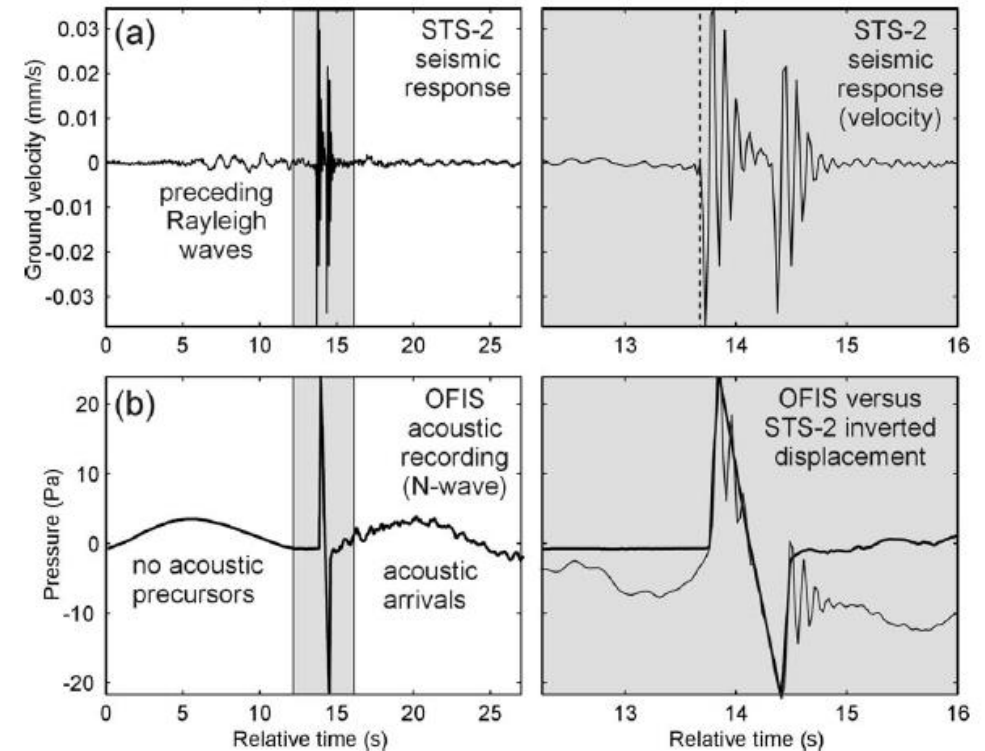 (a)
STS-2
seismic
response
preceding
Rayleigh
waves
Ground velocity (mm/s)
0.03
0.02
0.01
0
-0.01
-0.02
-0.03
0 5 10 15 20 25
STS-2
seismic
response
(velocity)
13 14 15 16
(b)
OFIS
acoustic
recording
(N-wave)
no acoustic
precursors
acoustic
arrivals
Pressure (Pa)
20
10
0
-10
-20
0 5 10 15 20 25
Relative time (s)
OFIS versus
STS-2 inverted
displacement
13 14 15 16
Relative time (s)